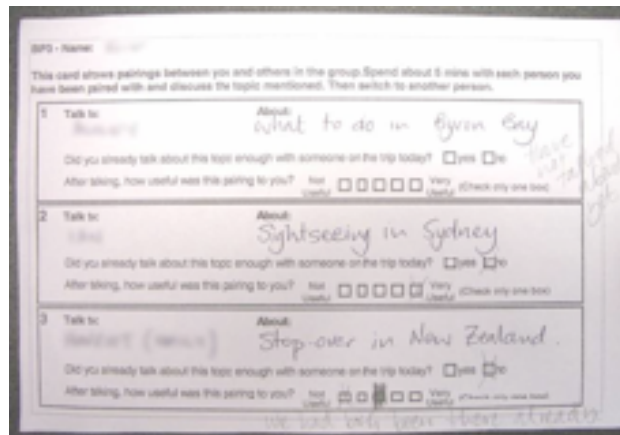 BPS - Name:
This card shows pairings between you and others in the group. Spend about 5 mins with each person you
have been paired with and discuss the topic mentioned. Then switch to another person.
1 Talk to: About:
what to do in Byron Bay
Did you already talk about this topic enough with someone on the trip today? yes no
have not talked about yet
After talking, how useful was this pairing to you? Not Useful Very Useful (Check only one box)
2 Talk to: About:
Sightseeing in Sydney
Did you already talk about this topic enough with someone on the trip today? yes no
After talking, how useful was this pairing to you? Not Useful Very Useful (Check only one box)
3 Talk to: About:
Stop-over in New Zealand.
Did you already talk about this topic enough with someone on the trip today? yes no
After talking, how useful was this pairing to you? Not Useful Very Useful (Check only one box)
we had both been there already